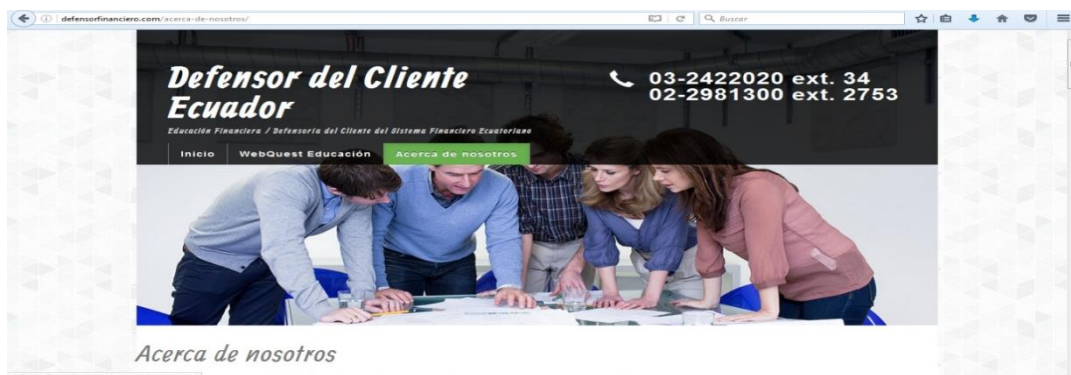 defensorfinanciero.com/acerca-de-nosotros/
Buscar
Defensor del Cliente
Ecuador
03-2422020 ext. 34
02-2981300 ext. 2753
Educación Financiera / Defensoría del Cliente del Sistema Financiero Ecuatoriano
Inicio WebQuest Educación Acerca de nosotros
Acerca de nosotros